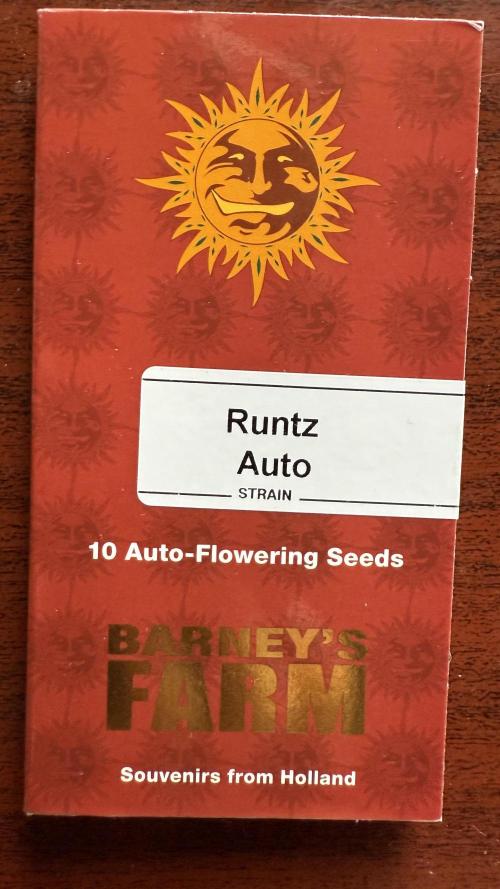 Runtz
Auto
STRAIN
10 Auto-Flowering Seeds
BARNEY'S
FARM
Souvenirs from Holland